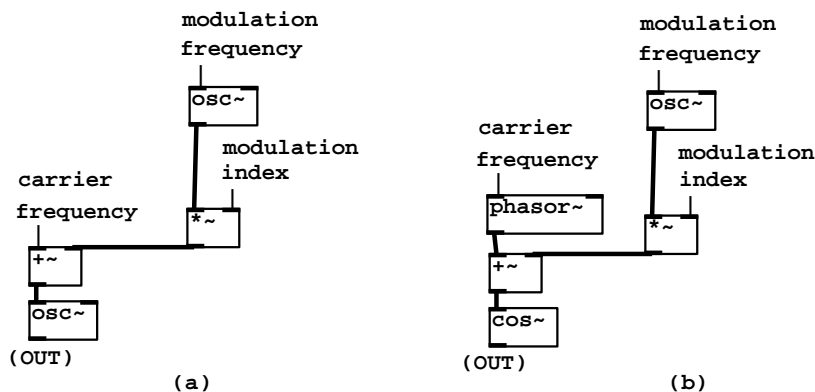 modulation
frequency
osc~
modulation
index
carrier
frequency
*~
+~
osc~
(OUT)
(a)
modulation
frequency
osc~
carrier
frequency
modulation
index
phasor~
*~
+~
cos~
(OUT)
(b)